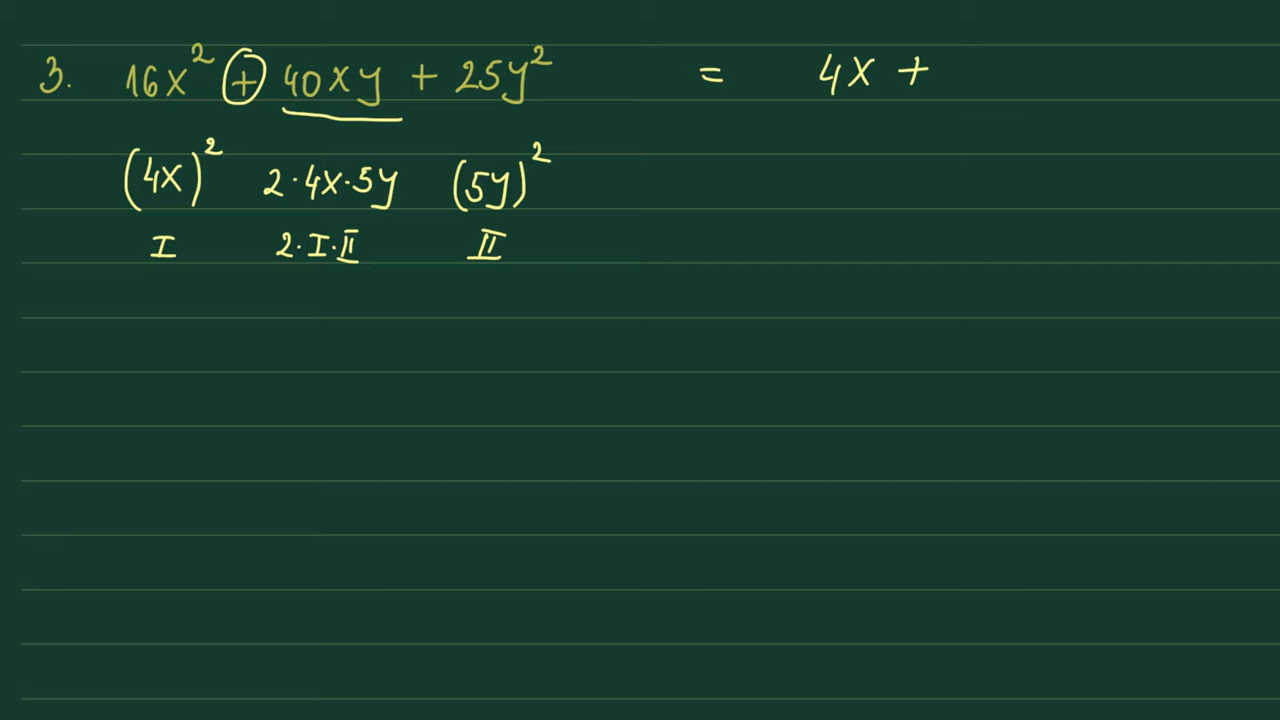 3. 16x² + 40xy + 25y² = 4x +
(4x)² 2·4x·5y (5y)²
I 2·I·II II